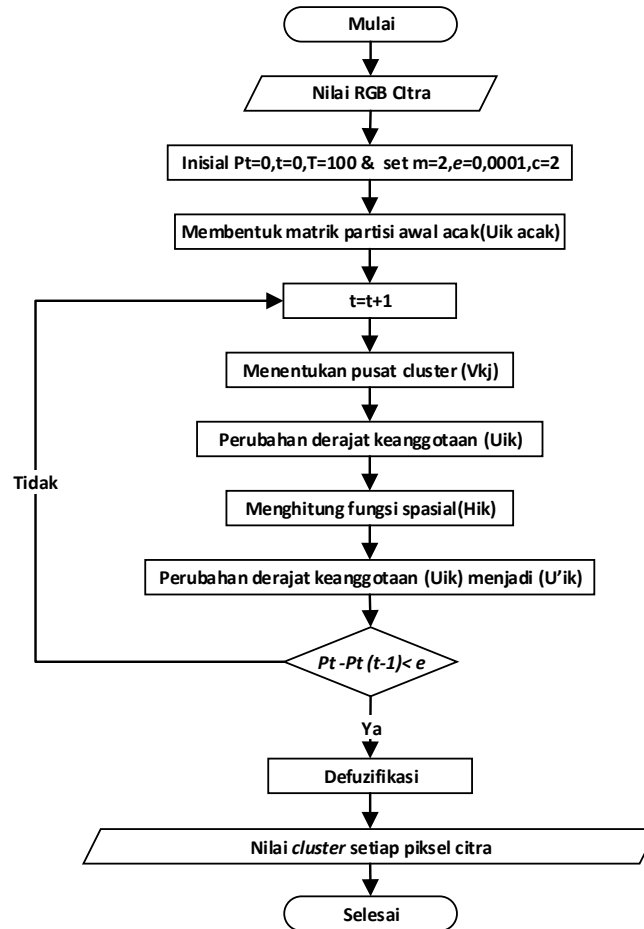 Mulai
Nilai RGB CItra
Inisial Pt=0,t=0,T=100 & set m=2,e=0,0001,c=2
Membentuk matrik partisi awal acak(Uik acak)
t=t+1
Menentukan pusat cluster (Vkj)
Perubahan derajat keanggotaan (Uik)
Tidak
Menghitung fungsi spasial(Hik)
Perubahan derajat keanggotaan (Uik) menjadi (U’ik)
Pt -Pt (t-1)< e
Ya
Defuzifikasi
Nilai cluster setiap piksel citra
Selesai